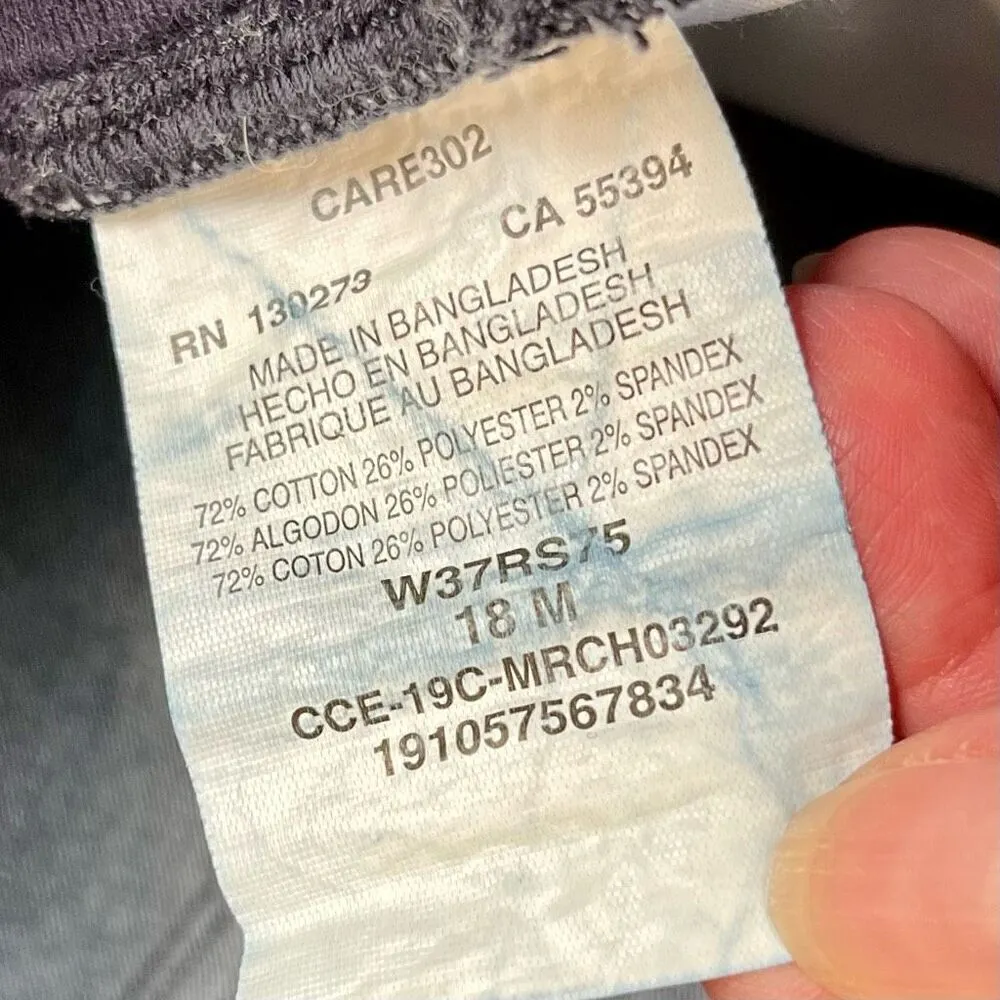 CARE302
RN 130273 CA 55394
MADE IN BANGLADESH
HECHO EN BANGLADESH
FABRIQUE AU BANGLADESH
72% COTTON 26% POLYESTER 2% SPANDEX
72% ALGODON 26% POLIESTER 2% SPANDEX
72% COTON 26% POLYESTER 2% SPANDEX
W37RS75
18 M
CCE-19C-MRCH03292
191057567834